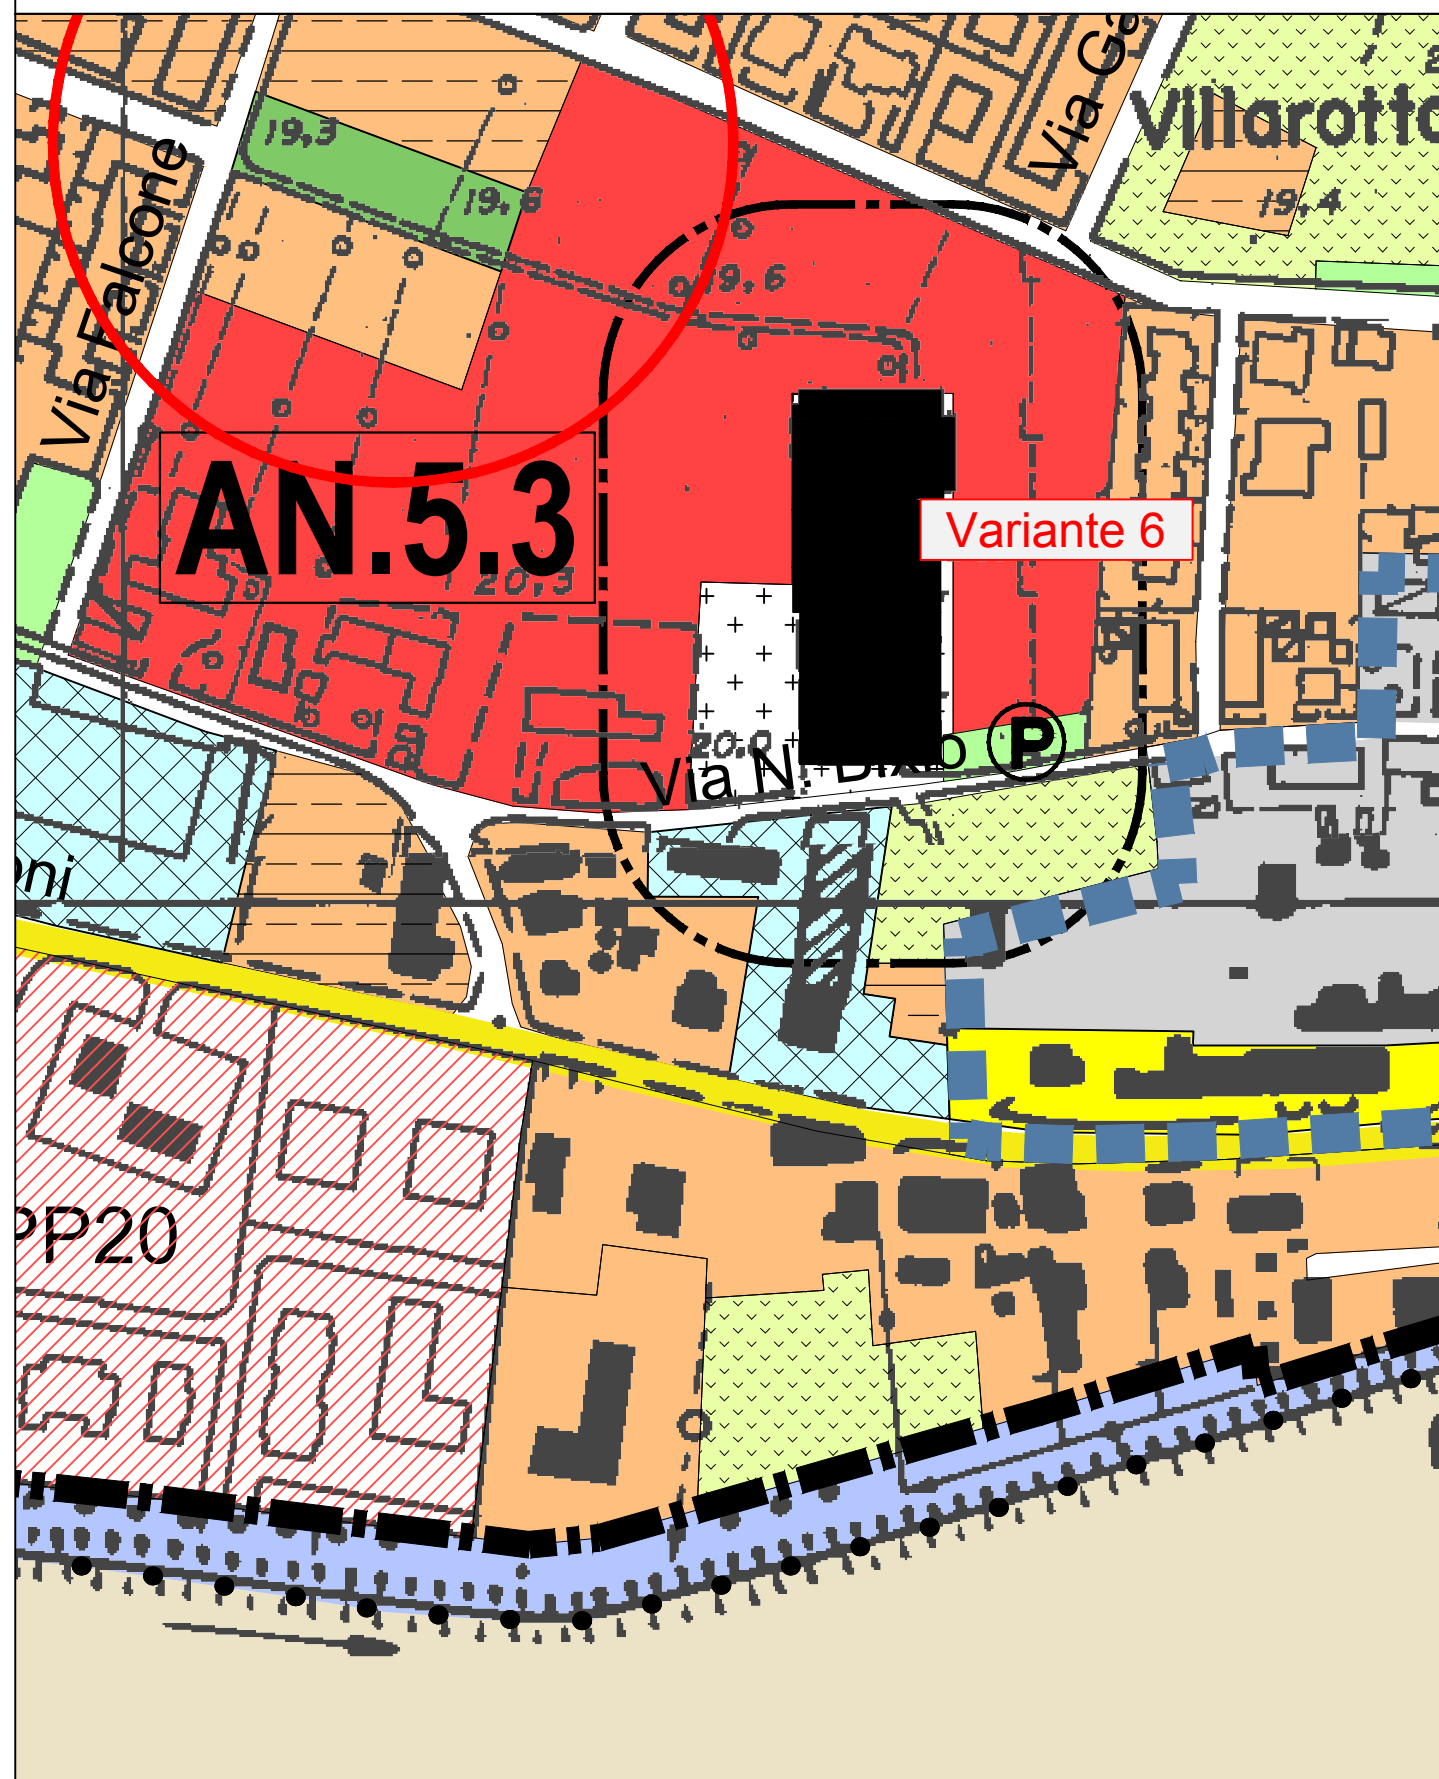 Via Ga
Villarotto
19,3
19.6
19.4
Via Falcone
19.6
AN.5.3
Variante 6
20,3
20.0
Via N. Bixio
P
oni
PP20